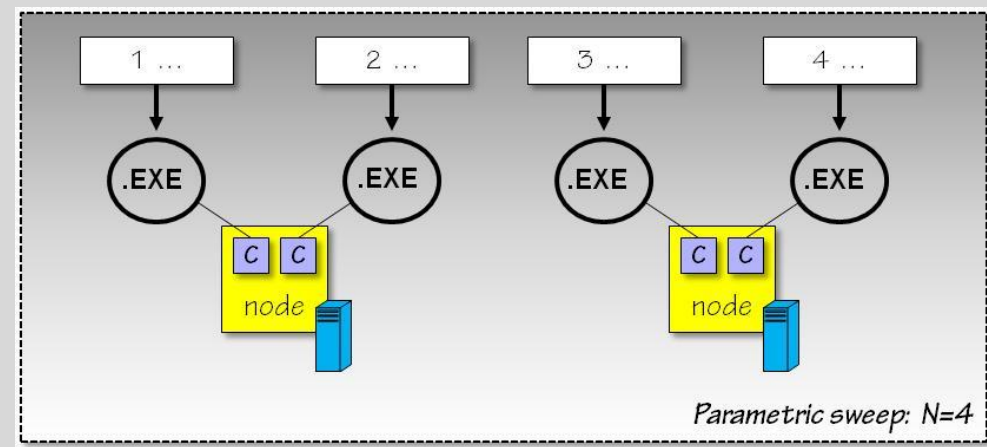 1 ...
2 ...
3 ...
4 ...
.EXE
.EXE
.EXE
.EXE
C C
C C
node
node
Parametric sweep: N=4